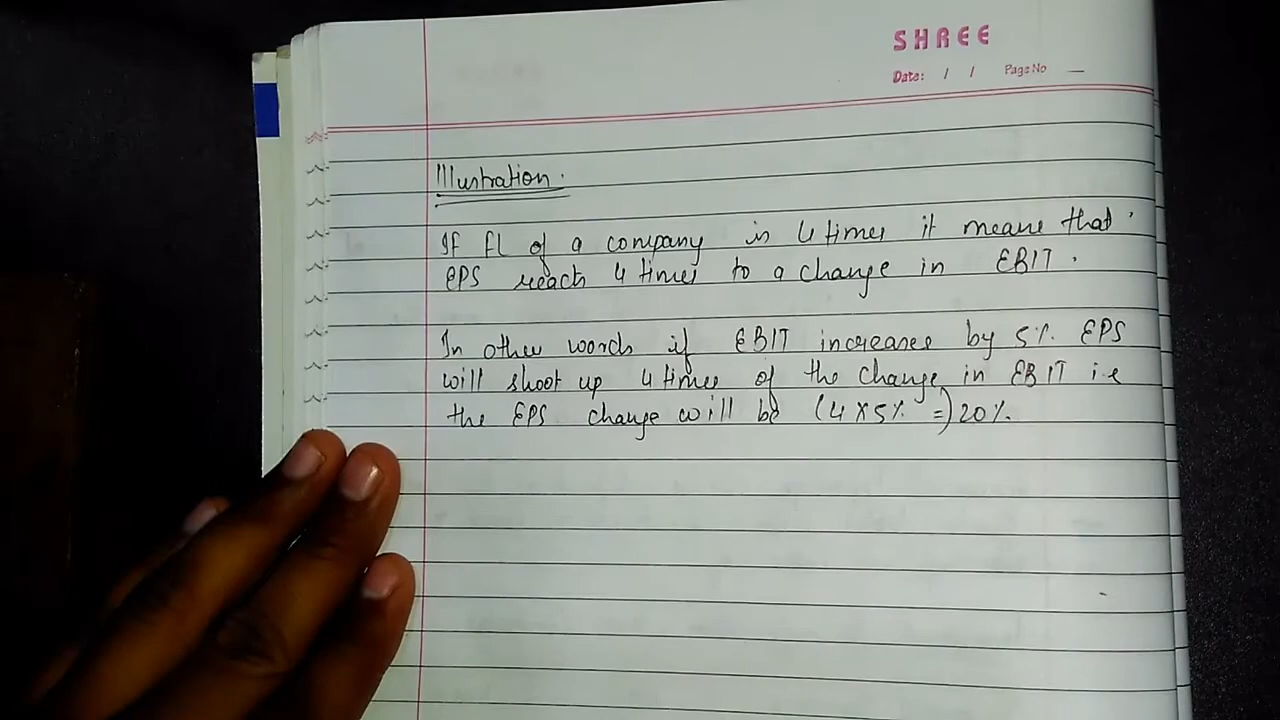 SHREE
Date: / / Page No
Illustration.
If FL of a company is 4 times it means that
EPS reach 4 times to a change in EBIT.
In other words if EBIT increases by 5% EPS
will shoot up 4 times of the change in EBIT i.e
the EPS change will be (4 X 5% =) 20%.